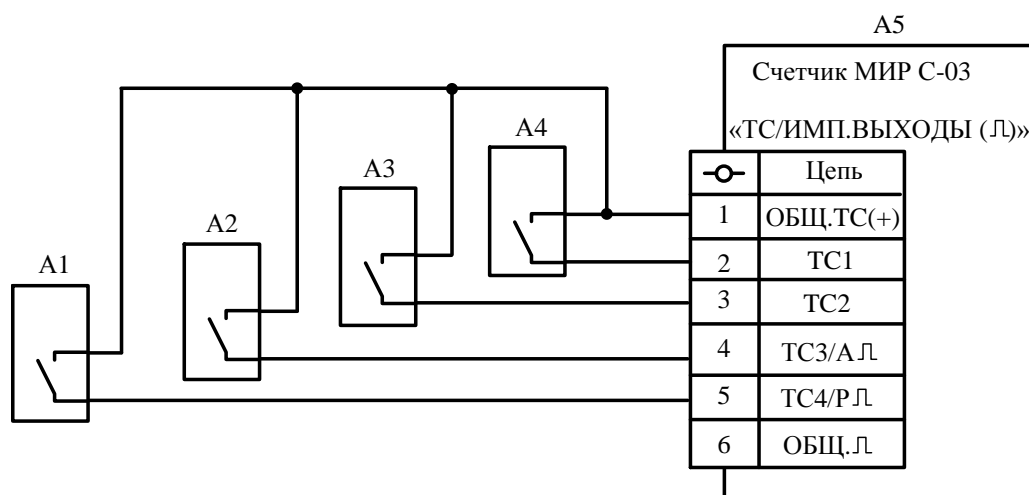 A5
Счетчик МИР С-03
«ТС/ИМП.ВЫХОДЫ (⎍)»
A4
A3
A2
A1
Цепь
1 ОБЩ.ТС(+)
2 ТС1
3 ТС2
4 ТС3/А⎍
5 ТС4/Р⎍
6 ОБЩ.⎍